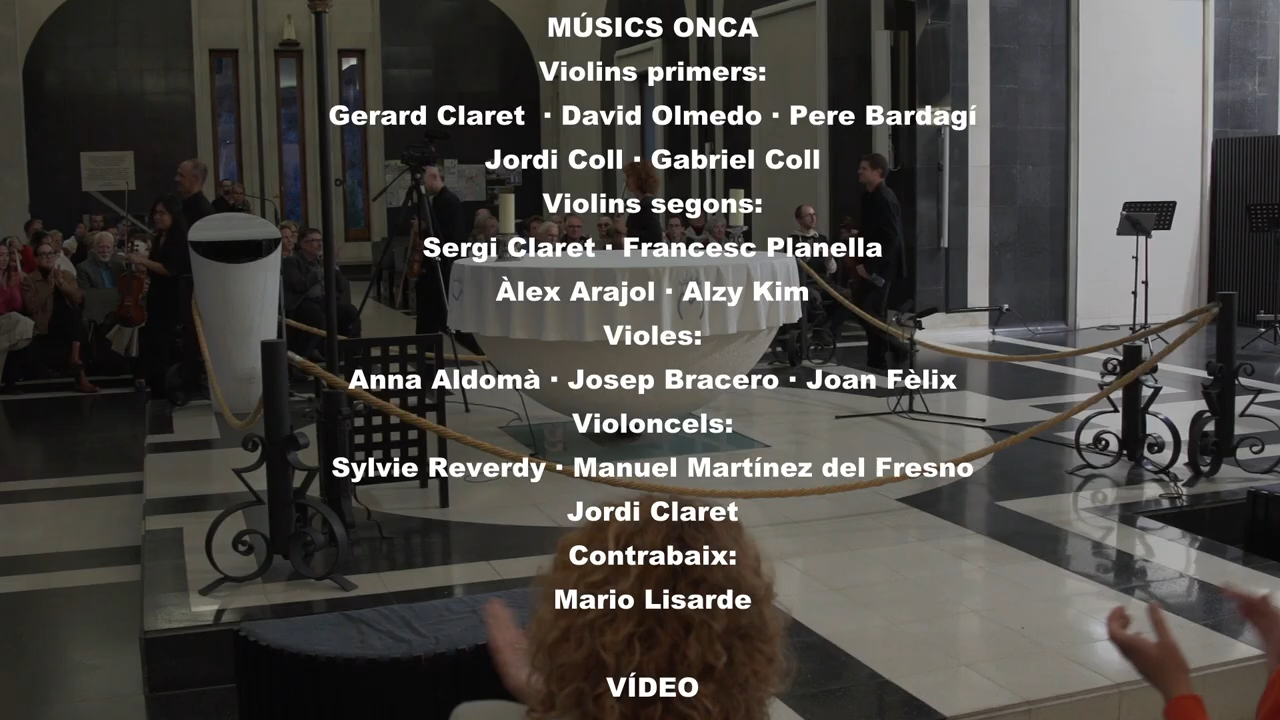 MÚSICS ONCA
Violins primers:
Gerard Claret · David Olmedo · Pere Bardagí
Jordi Coll · Gabriel Coll
Violins segons:
Sergi Claret · Francesc Planella
Àlex Arajol · Alzy Kim
Violes:
Anna Aldomà · Josep Bracero · Joan Fèlix
Violoncels:
Sylvie Reverdy · Manuel Martínez del Fresno
Jordi Claret
Contrabaix:
Mario Lisarde
VÍDEO